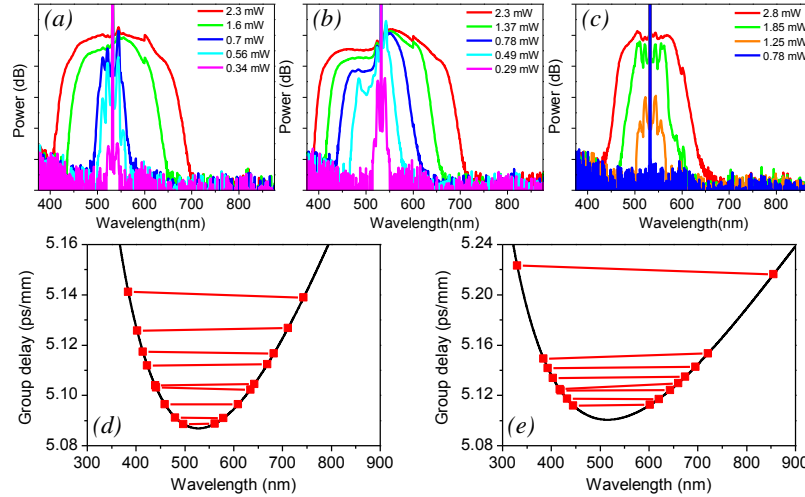 (a)
2.3 mW
1.6 mW
0.7 mW
0.56 mW
0.34 mW
Power (dB)
400 500 600 700 800
Wavelength(nm)
(b)
2.3 mW
1.37 mW
0.78 mW
0.49 mW
0.29 mW
Power (dB)
400 500 600 700 800
Wavelength(nm)
(c)
2.8 mW
1.85 mW
1.25 mW
0.78 mW
Power (dB)
400 500 600 700 800
Wavelength(nm)
5.16
5.14
5.12
5.10
5.08
Group delay (ps/mm)
(d)
300 400 500 600 700 800 900
Wavelength (nm)
5.24
5.20
5.16
5.12
5.08
Group delay (ps/mm)
(e)
300 400 500 600 700 800 900
Wavelength (nm)